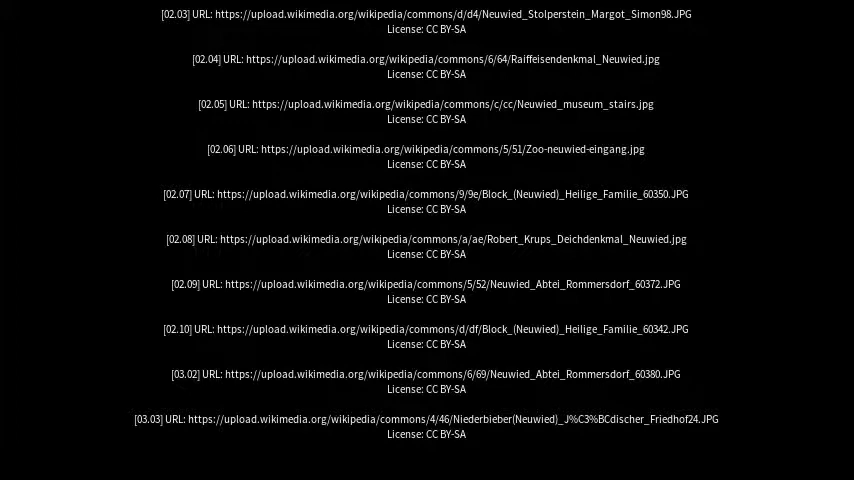 [02.03] URL: https://upload.wikimedia.org/wikipedia/commons/d/d4/Neuwied_Stolperstein_Margot_Simon98.JPG
License: CC BY-SA
[02.04] URL: https://upload.wikimedia.org/wikipedia/commons/6/64/Raiffeisendenkmal_Neuwied.jpg
License: CC BY-SA
[02.05] URL: https://upload.wikimedia.org/wikipedia/commons/c/cc/Neuwied_museum_stairs.jpg
License: CC BY-SA
[02.06] URL: https://upload.wikimedia.org/wikipedia/commons/5/51/Zoo-neuwied-eingang.jpg
License: CC BY-SA
[02.07] URL: https://upload.wikimedia.org/wikipedia/commons/9/9e/Block_(Neuwied)_Heilige_Familie_60350.JPG
License: CC BY-SA
[02.08] URL: https://upload.wikimedia.org/wikipedia/commons/a/ae/Robert_Krups_Deichdenkmal_Neuwied.jpg
License: CC BY-SA
[02.09] URL: https://upload.wikimedia.org/wikipedia/commons/5/52/Neuwied_Abtei_Rommersdorf_60372.JPG
License: CC BY-SA
[02.10] URL: https://upload.wikimedia.org/wikipedia/commons/d/df/Block_(Neuwied)_Heilige_Familie_60342.JPG
License: CC BY-SA
[03.02] URL: https://upload.wikimedia.org/wikipedia/commons/6/69/Neuwied_Abtei_Rommersdorf_60380.JPG
License: CC BY-SA
[03.03] URL: https://upload.wikimedia.org/wikipedia/commons/4/46/Niederbieber(Neuwied)_J%C3%BCdischer_Friedhof24.JPG
License: CC BY-SA